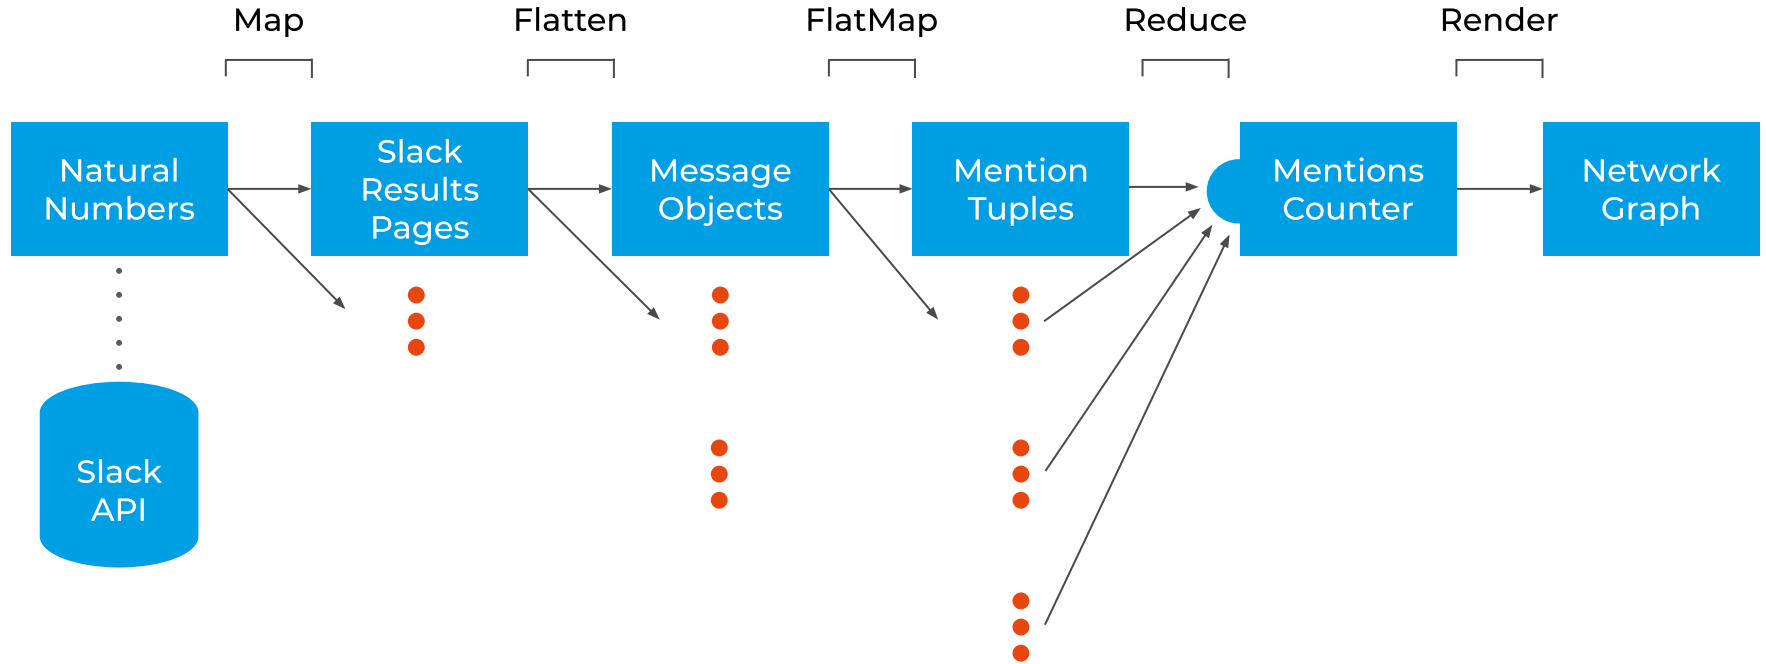 Map
Flatten
FlatMap
Reduce
Render
Natural
Numbers
Slack
Results
Pages
Message
Objects
Mention
Tuples
Mentions
Counter
Network
Graph
Slack
API